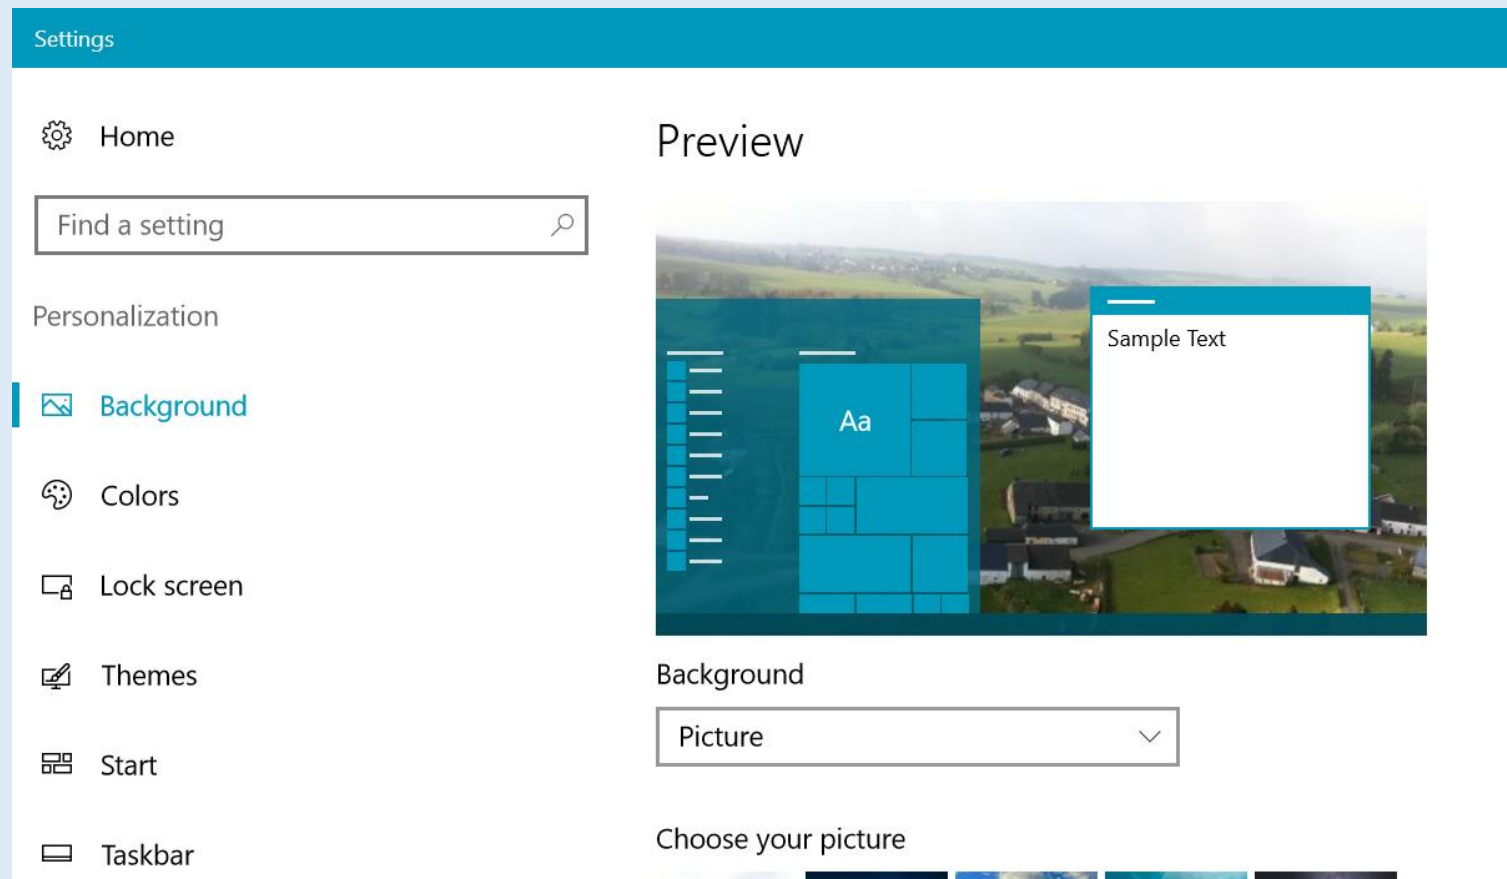 Settings
Home
Find a setting
Personalization
Background
Colors
Lock screen
Themes
Start
Taskbar
Preview
Sample Text
Aa
Background
Picture
Choose your picture